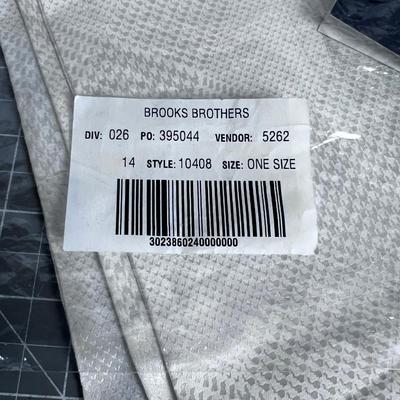 BROOKS BROTHERS
DIV: 026 PO: 395044 VENDOR: 5262
14 STYLE: 10408 SIZE: ONE SIZE
3023860240000000